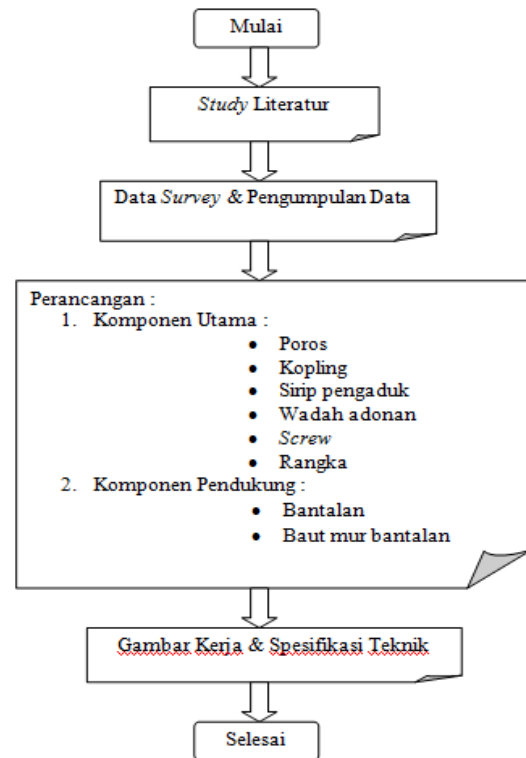 Mulai
Study Literatur
Data Survey & Pengumpulan Data
Perancangan :
1. Komponen Utama :
• Poros
• Kopling
• Sirip pengaduk
• Wadah adonan
• Screw
• Rangka
2. Komponen Pendukung :
• Bantalan
• Baut mur bantalan
Gambar Kerja & Spesifikasi Teknik
Selesai